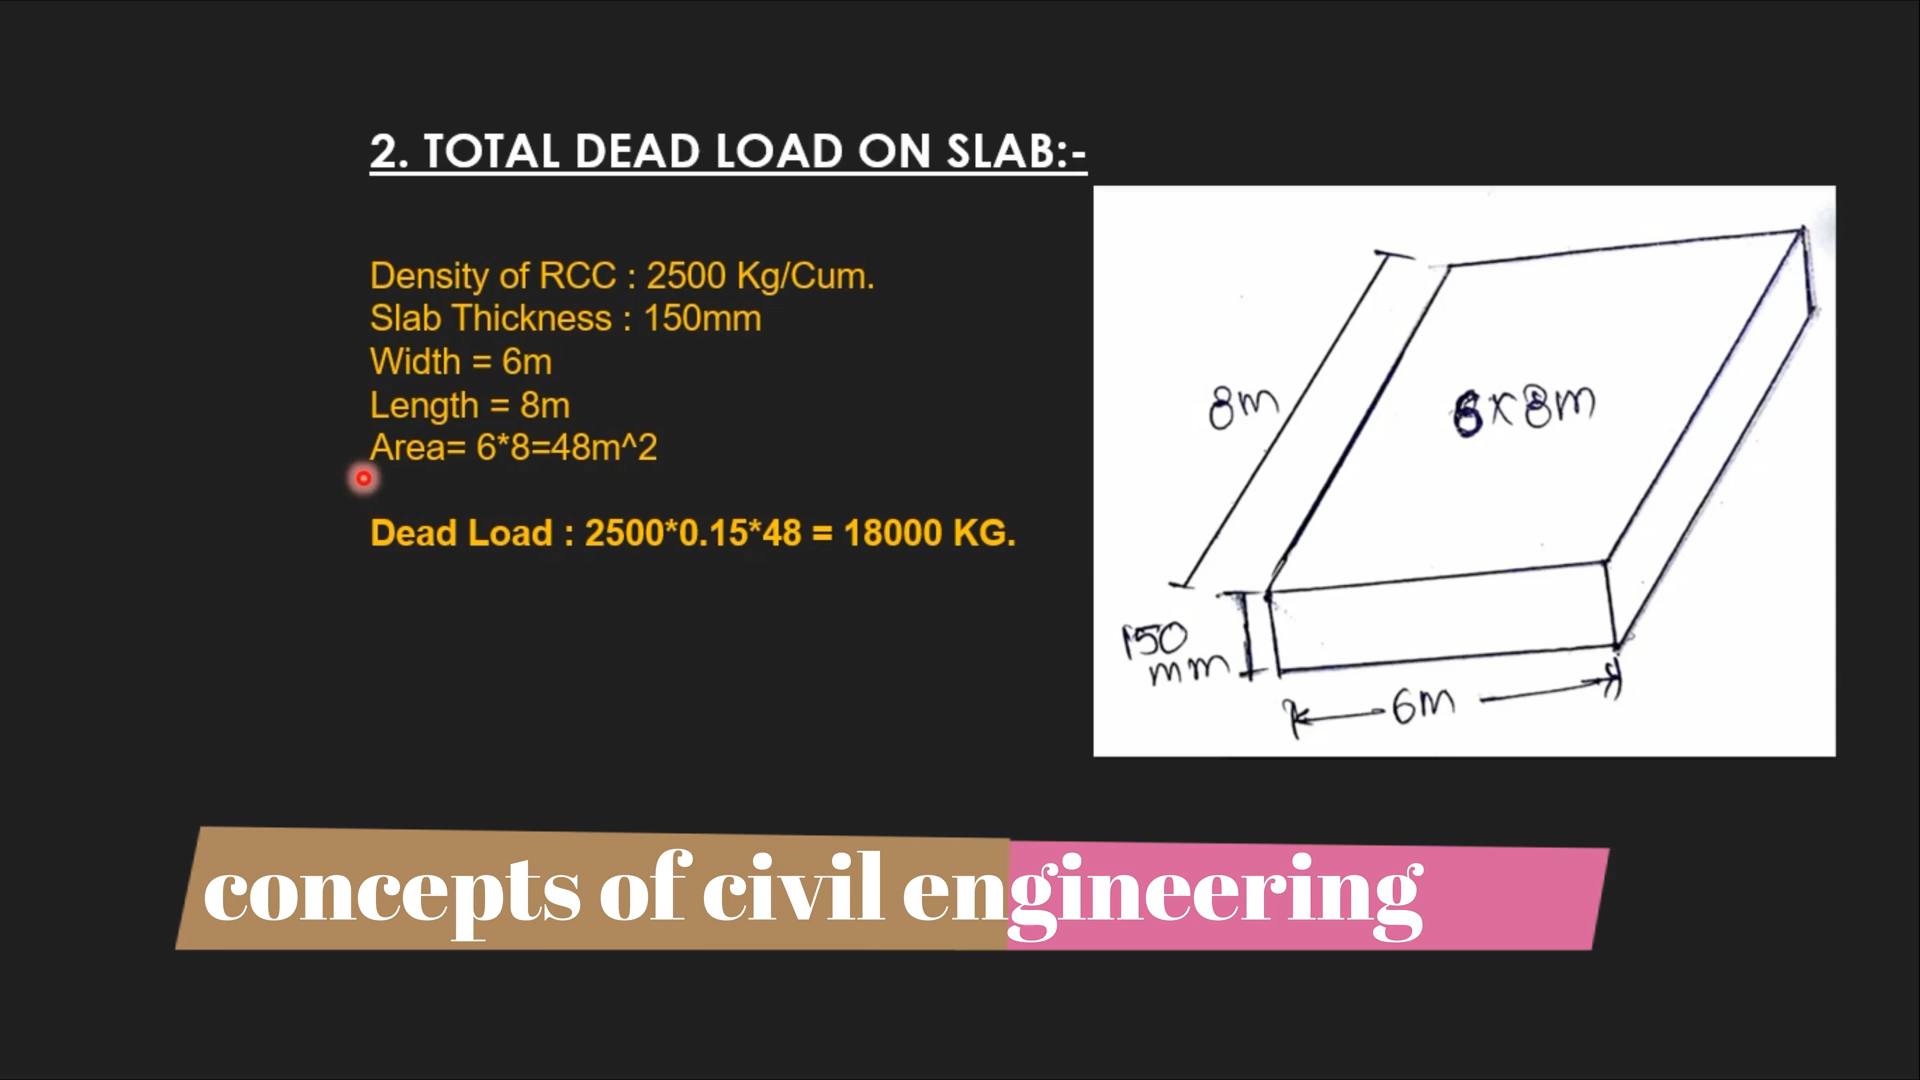 2. TOTAL DEAD LOAD ON SLAB:-
Density of RCC : 2500 Kg/Cum.
Slab Thickness : 150mm
Width = 6m
Length = 8m
Area= 6*8=48m^2
Dead Load : 2500*0.15*48 = 18000 KG.
8m
6x8m
150
mm
6m
concepts of civil engineering